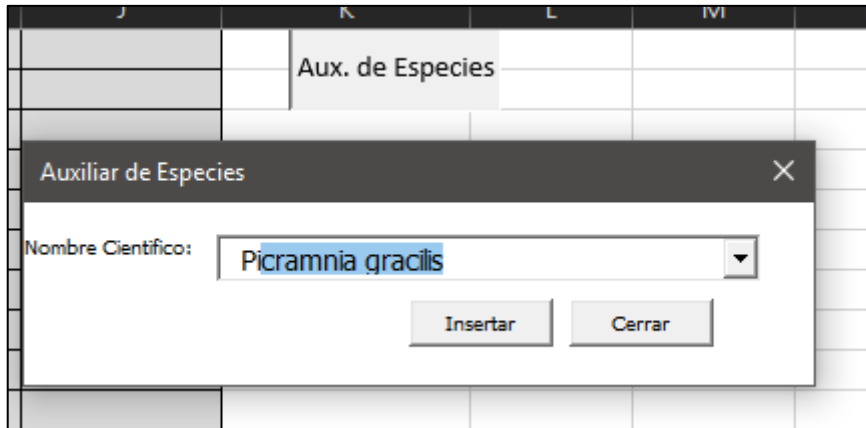 J K L M
Aux. de Especies
Auxiliar de Especies
Nombre Cientifico:
Picramnia gracilis
Insertar Cerrar